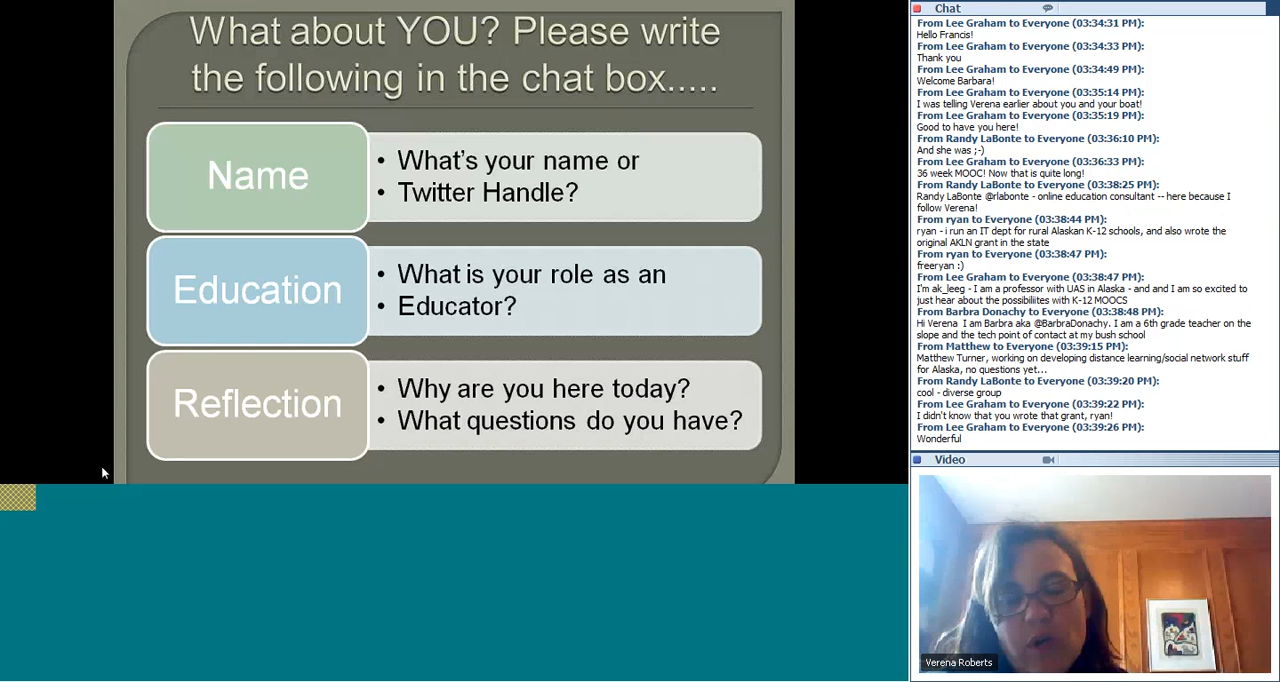 What about YOU? Please write
the following in the chat box.....
Name
• What's your name or
• Twitter Handle?
Education
• What is your role as an
• Educator?
Reflection
• Why are you here today?
• What questions do you have?
Chat
From Lee Graham to Everyone (03:34:31 PM):
Hello Francis!
From Lee Graham to Everyone (03:34:33 PM):
Thank you
From Lee Graham to Everyone (03:34:49 PM):
Welcome Barbara!
From Lee Graham to Everyone (03:35:14 PM):
I was telling Verena earlier about you and your boat!
From Lee Graham to Everyone (03:35:19 PM):
Good to have you here!
From Randy LaBonte to Everyone (03:36:10 PM):
And she was ;-)
From Lee Graham to Everyone (03:36:33 PM):
36 week MOOC! Now that is quite long!
From Randy LaBonte to Everyone (03:38:25 PM):
Randy LaBonte @rlabonte - online education consultant -- here because I
follow Verena!
From ryan to Everyone (03:38:44 PM):
ryan - i run an IT dept for rural Alaskan K-12 schools, and also wrote the
original AKLN grant in the state
From ryan to Everyone (03:38:47 PM):
freeryan :)
From Lee Graham to Everyone (03:38:47 PM):
I'm ak_leeg - I am a professor with UAS in Alaska - and and I am so excited to
just hear about the possibiliites with K-12 MOOCS
From Barbra Donachy to Everyone (03:38:48 PM):
Hi Verena I am Barbra aka @BarbraDonachy. I am a 6th grade teacher on the
slope and the tech point of contact at my bush school
From Matthew to Everyone (03:39:15 PM):
Matthew Turner, working on developing distance learning/social network stuff
for Alaska, no questions yet...
From Randy LaBonte to Everyone (03:39:20 PM):
cool - diverse group
From Lee Graham to Everyone (03:39:22 PM):
I didn't know that you wrote that grant, ryan!
From Lee Graham to Everyone (03:39:26 PM):
Wonderful
Video
Verena Roberts